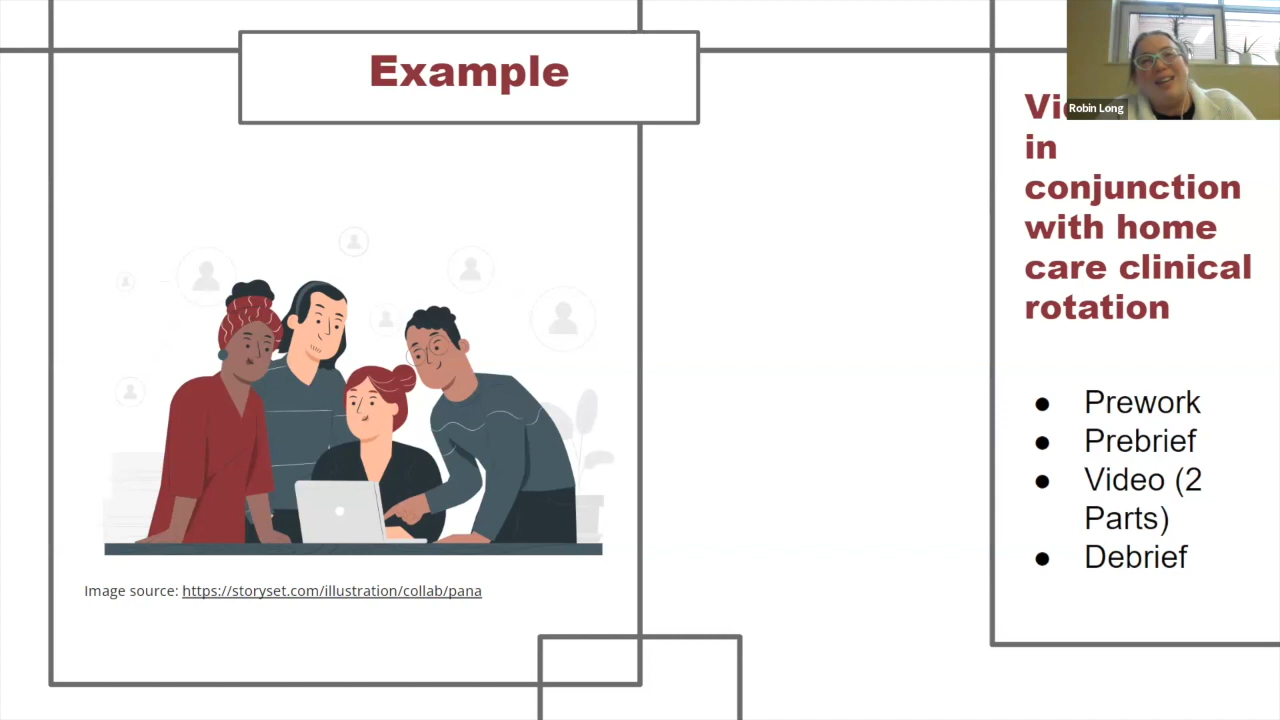 Example
Robin Long
in
conjunction
with home
care clinical
rotation
● Prework
● Prebrief
● Video (2
Parts)
● Debrief
Image source: https://storyset.com/illustration/collab/pana